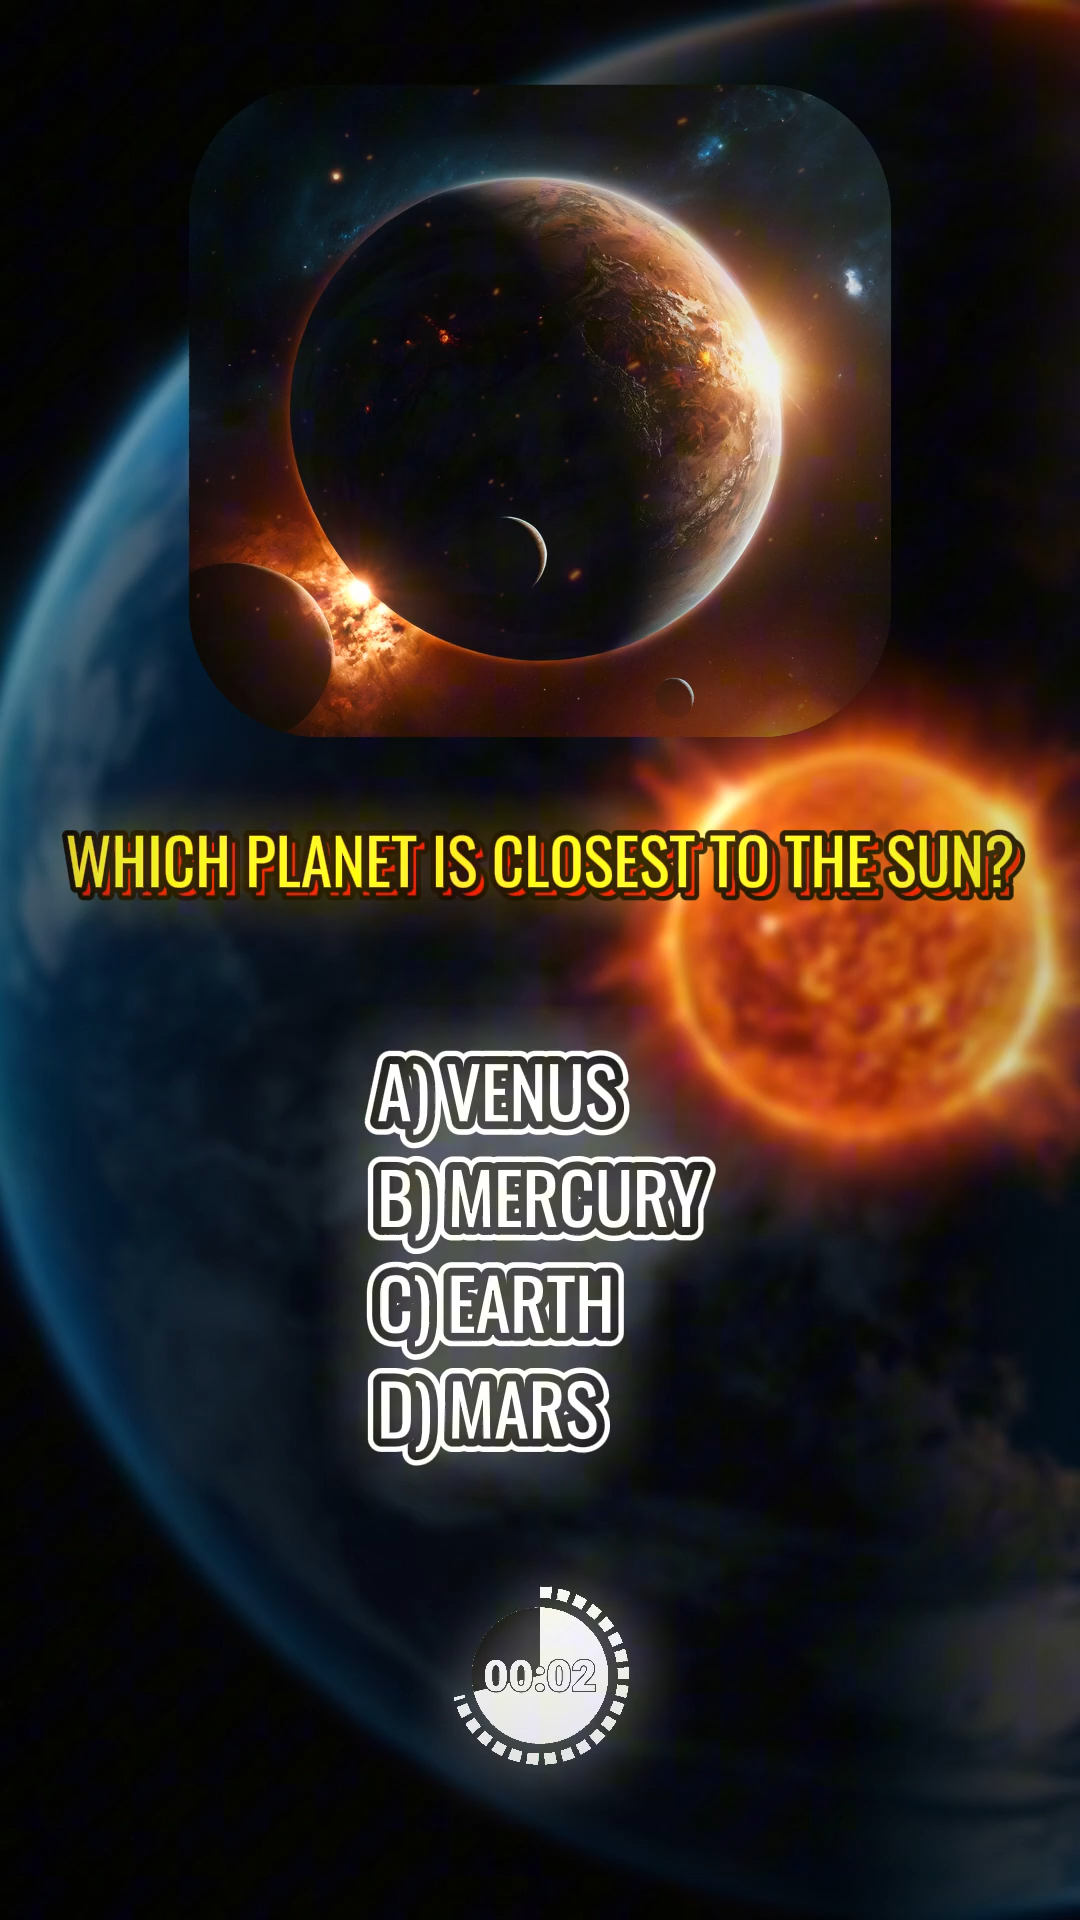 WHICH PLANET IS CLOSEST TO THE SUN?
A) VENUS
B) MERCURY
C) EARTH
D) MARS
00:02